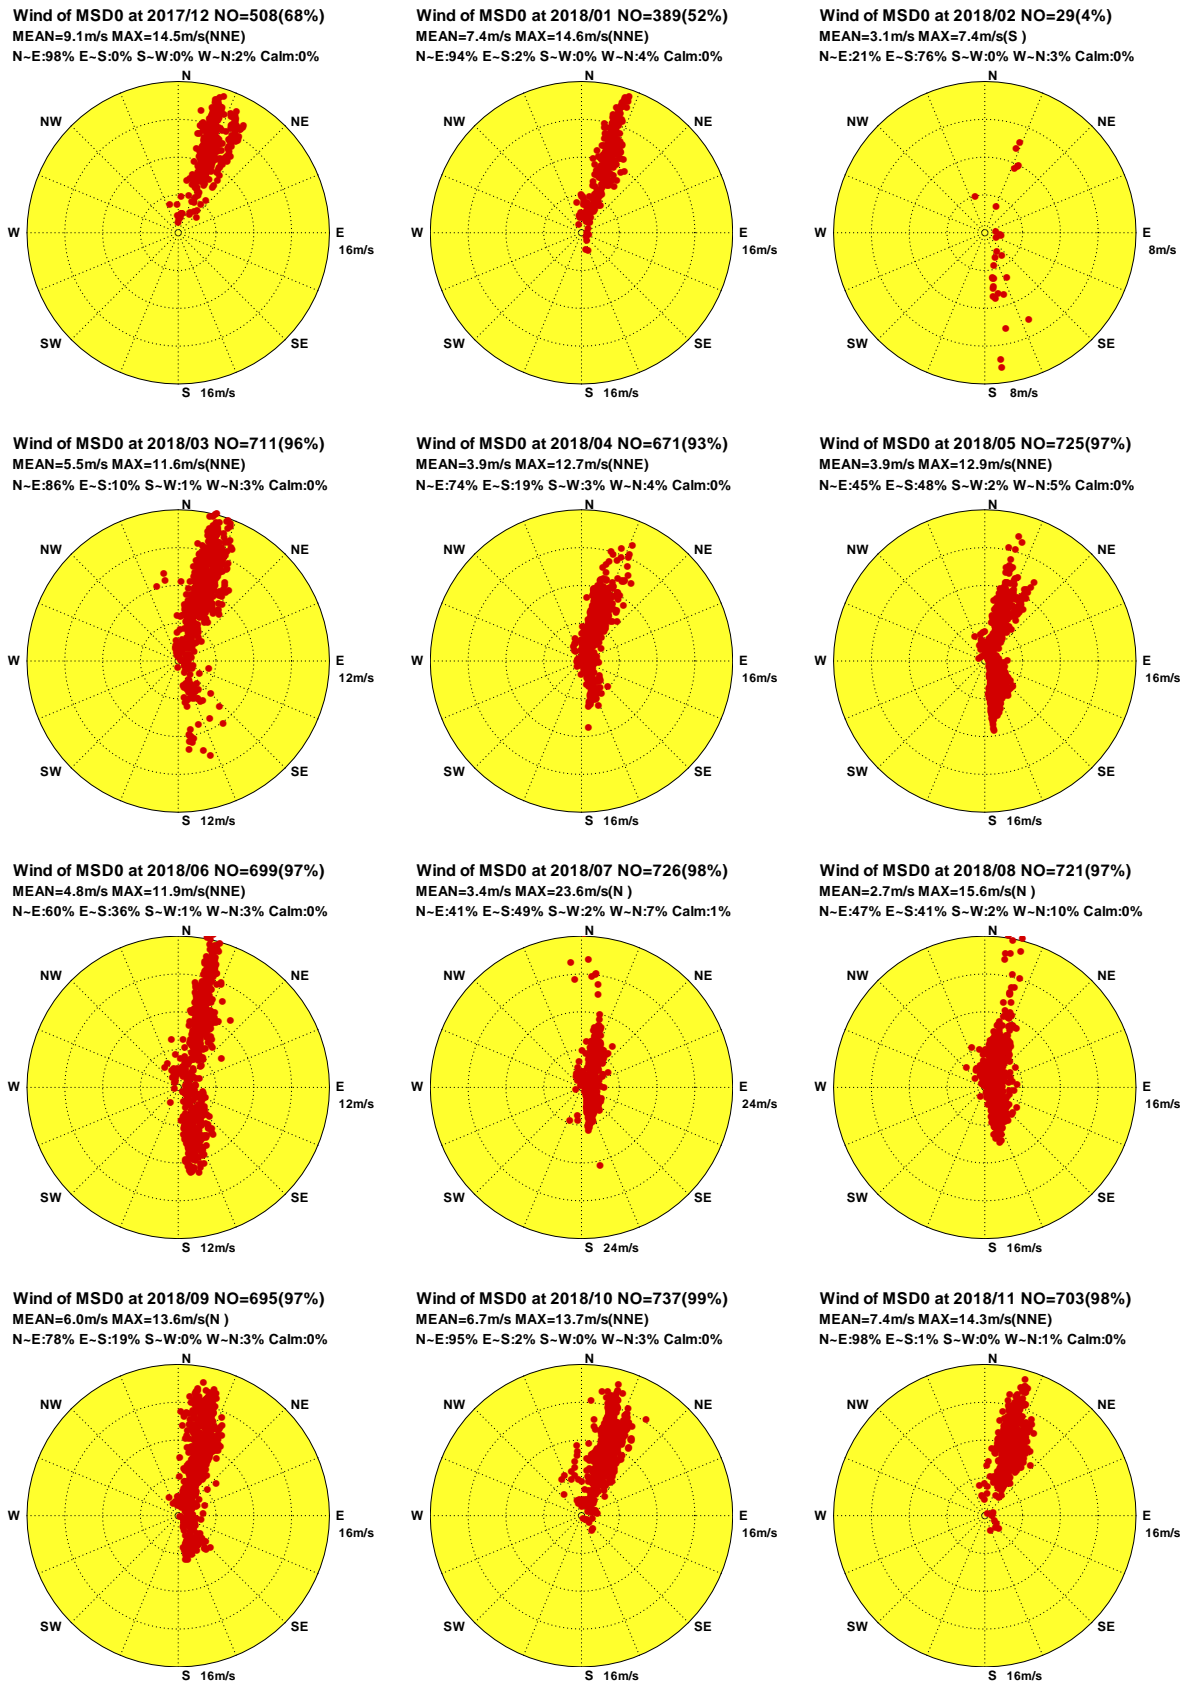 Wind of MSD0 at 2017/12 NO=508(68%)
MEAN=9.1m/s MAX=14.5m/s(NNE)
N~E:98% E~S:0% S~W:0% W~N:2% Calm:0%
N
NW
NE
W
E
16m/s
SW
SE
S 16m/s
Wind of MSD0 at 2018/01 NO=389(52%)
MEAN=7.4m/s MAX=14.6m/s(NNE)
N~E:94% E~S:2% S~W:0% W~N:4% Calm:0%
N
NW
NE
W
E
16m/s
SW
SE
S 16m/s
Wind of MSD0 at 2018/02 NO=29(4%)
MEAN=3.1m/s MAX=7.4m/s(S )
N~E:21% E~S:76% S~W:0% W~N:3% Calm:0%
N
NW
NE
W
E
8m/s
SW
SE
S 8m/s
Wind of MSD0 at 2018/03 NO=711(96%)
MEAN=5.5m/s MAX=11.6m/s(NNE)
N~E:86% E~S:10% S~W:1% W~N:3% Calm:0%
N
NW
NE
W
E
12m/s
SW
SE
S 12m/s
Wind of MSD0 at 2018/04 NO=671(93%)
MEAN=3.9m/s MAX=12.7m/s(NNE)
N~E:74% E~S:19% S~W:3% W~N:4% Calm:0%
N
NW
NE
W
E
16m/s
SW
SE
S 16m/s
Wind of MSD0 at 2018/05 NO=725(97%)
MEAN=3.9m/s MAX=12.9m/s(NNE)
N~E:45% E~S:48% S~W:2% W~N:5% Calm:0%
N
NW
NE
W
E
16m/s
SW
SE
S 16m/s
Wind of MSD0 at 2018/06 NO=699(97%)
MEAN=4.8m/s MAX=11.9m/s(NNE)
N~E:60% E~S:36% S~W:1% W~N:3% Calm:0%
N
NW
NE
W
E
12m/s
SW
SE
S 12m/s
Wind of MSD0 at 2018/07 NO=726(98%)
MEAN=3.4m/s MAX=23.6m/s(N )
N~E:41% E~S:49% S~W:2% W~N:7% Calm:1%
N
NW
NE
W
E
24m/s
SW
SE
S 24m/s
Wind of MSD0 at 2018/08 NO=721(97%)
MEAN=2.7m/s MAX=15.6m/s(N )
N~E:47% E~S:41% S~W:2% W~N:10% Calm:0%
N
NW
NE
W
E
16m/s
SW
SE
S 16m/s
Wind of MSD0 at 2018/09 NO=695(97%)
MEAN=6.0m/s MAX=13.6m/s(N )
N~E:78% E~S:19% S~W:0% W~N:3% Calm:0%
N
NW
NE
W
E
16m/s
SW
SE
S 16m/s
Wind of MSD0 at 2018/10 NO=737(99%)
MEAN=6.7m/s MAX=13.7m/s(NNE)
N~E:95% E~S:2% S~W:0% W~N:3% Calm:0%
N
NW
NE
W
E
16m/s
SW
SE
S 16m/s
Wind of MSD0 at 2018/11 NO=703(98%)
MEAN=7.4m/s MAX=14.3m/s(NNE)
N~E:98% E~S:1% S~W:0% W~N:1% Calm:0%
N
NW
NE
W
E
16m/s
SW
SE
S 16m/s